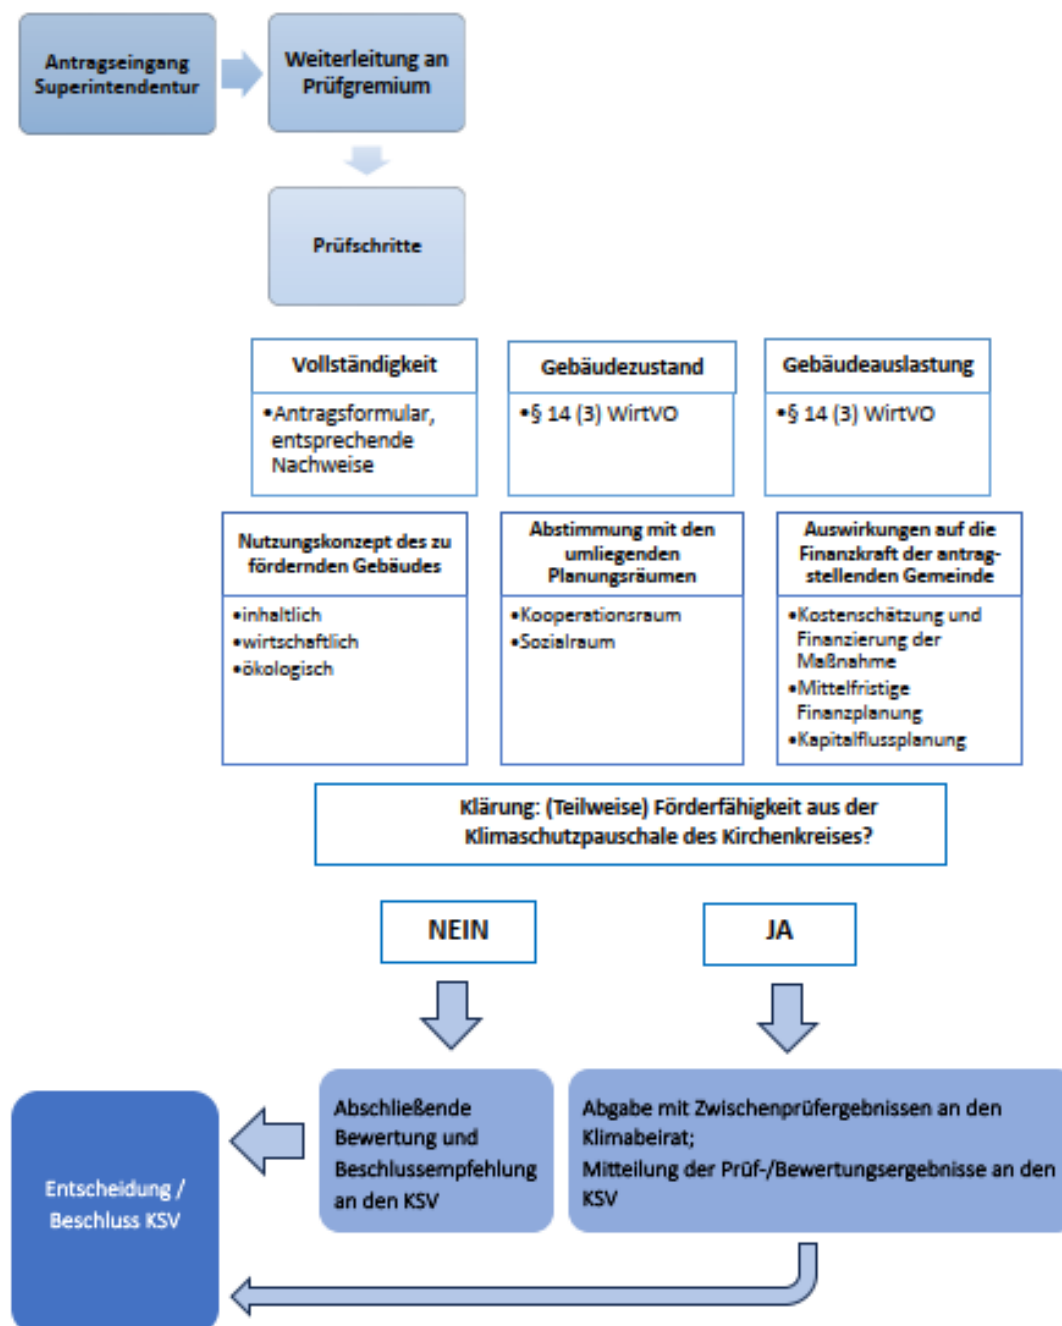 Antragseingang
Superintendentur
Weiterleitung an
Prüfgremium
Prüfschritte
Vollständigkeit
•Antragsformular,
entsprechende
Nachweise
Gebäudezustand
•§ 14 (3) WirtVO
Gebäudeauslastung
•§ 14 (3) WirtVO
Nutzungskonzept des zu
fördernden Gebäudes
•inhaltlich
•wirtschaftlich
•ökologisch
Abstimmung mit den
umliegenden
Planungsräumen
•Kooperationsraum
•Sozialraum
Auswirkungen auf die
Finanzkraft der antrag-
stellenden Gemeinde
•Kostenschätzung und
Finanzierung der
Maßnahme
•Mittelfristige
Finanzplanung
•Kapitalflussplanung
Klärung: (Teilweise) Förderfähigkeit aus der
Klimaschutzpauschale des Kirchenkreises?
NEIN
JA
Abschließende
Bewertung und
Beschlussempfehlung
an den KSV
Abgabe mit Zwischenprüfergebnissen an den
Klimabeirat;
Mitteilung der Prüf-/Bewertungsergebnisse an den
KSV
Entscheidung /
Beschluss KSV